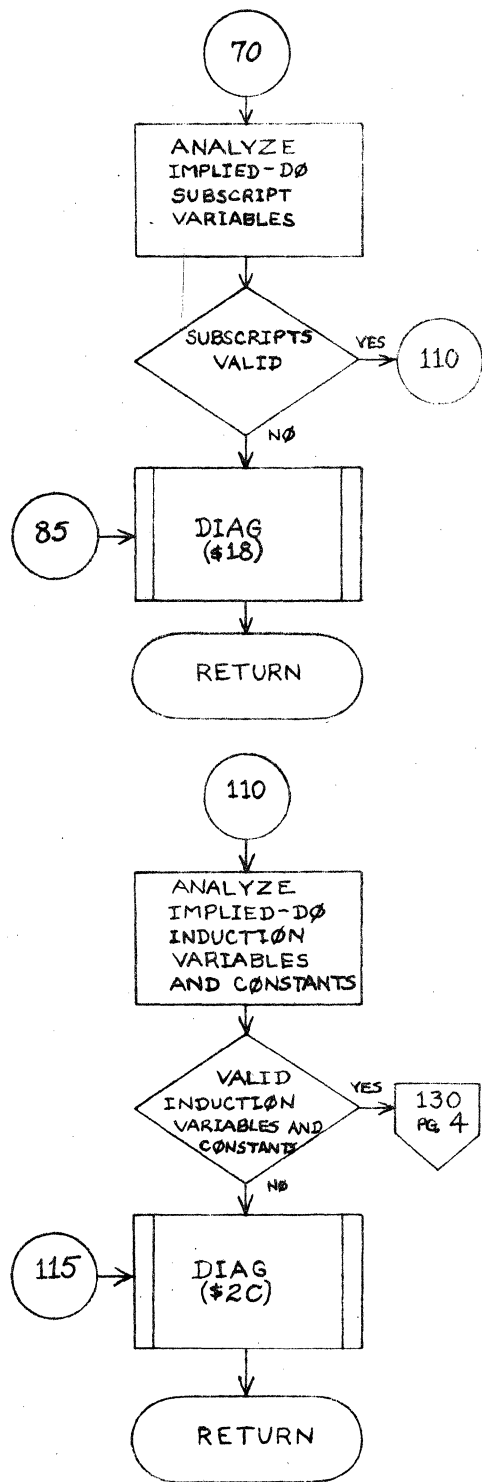 70
ANALYZE
IMPLIED-DØ
SUBSCRIPT
VARIABLES
SUBSCRIPTS
VALID
YES
110
NØ
85
DIAG
($18)
RETURN
110
ANALYZE
IMPLIED-DØ
INDUCTIØN
VARIABLES
AND CØNSTANTS
VALID
INDUCTIØN
VARIABLES AND
CØNSTANTS
YES
130
PG. 4
NØ
115
DIAG
($2C)
RETURN